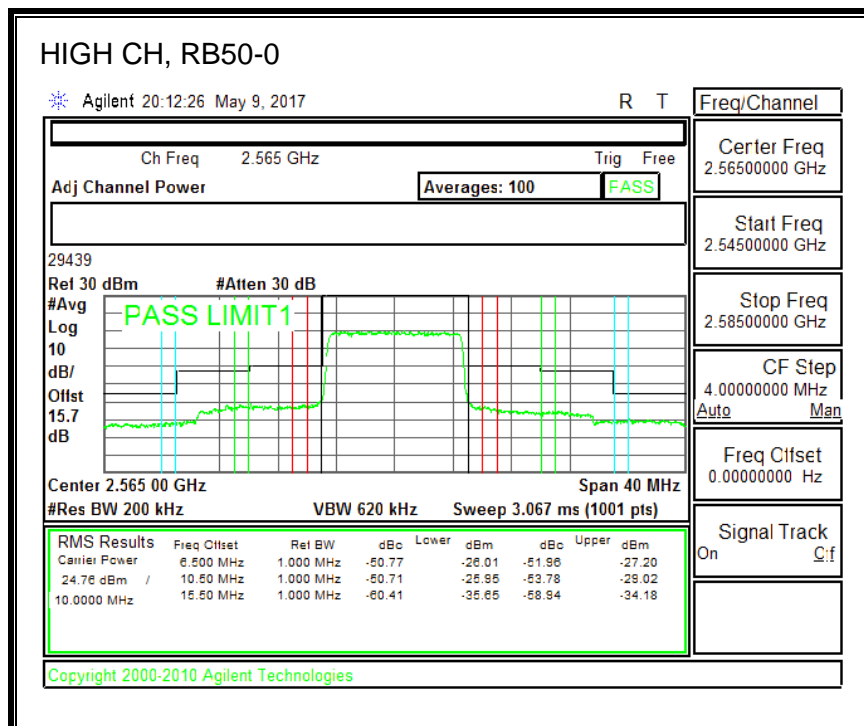 HIGH CH, RB50-0
Agilent 20:12:26 May 9, 2017 R T
Freq/Channel
Ch Freq 2.565 GHz Trig Free
Adj Channel Power Averages: 100 PASS
Center Freq
2.56500000 GHz
Start Freq
2.54500000 GHz
Stop Freq
2.58500000 GHz
CF Step
4.00000000 MHz
Auto Man
Freq Offset
0.00000000 Hz
Signal Track
On Off
29439
Ref 30 dBm #Atten 30 dB
#Avg
Log
10
dB/
Offst
15.7
dB
PASS LIMIT1
Center 2.565 00 GHz Span 40 MHz
#Res BW 200 kHz VBW 620 kHz Sweep 3.067 ms (1001 pts)
RMS Results Freq Offset Ref BW dBc Lower dBm dBc Upper dBm
Carrier Power 6.500 MHz 1.000 MHz -50.77 -26.01 -51.96 -27.20
24.76 dBm / 10.50 MHz 1.000 MHz -50.71 -25.95 -53.78 -29.02
10.0000 MHz 15.50 MHz 1.000 MHz -60.41 -35.65 -58.94 -34.18
Copyright 2000-2010 Agilent Technologies